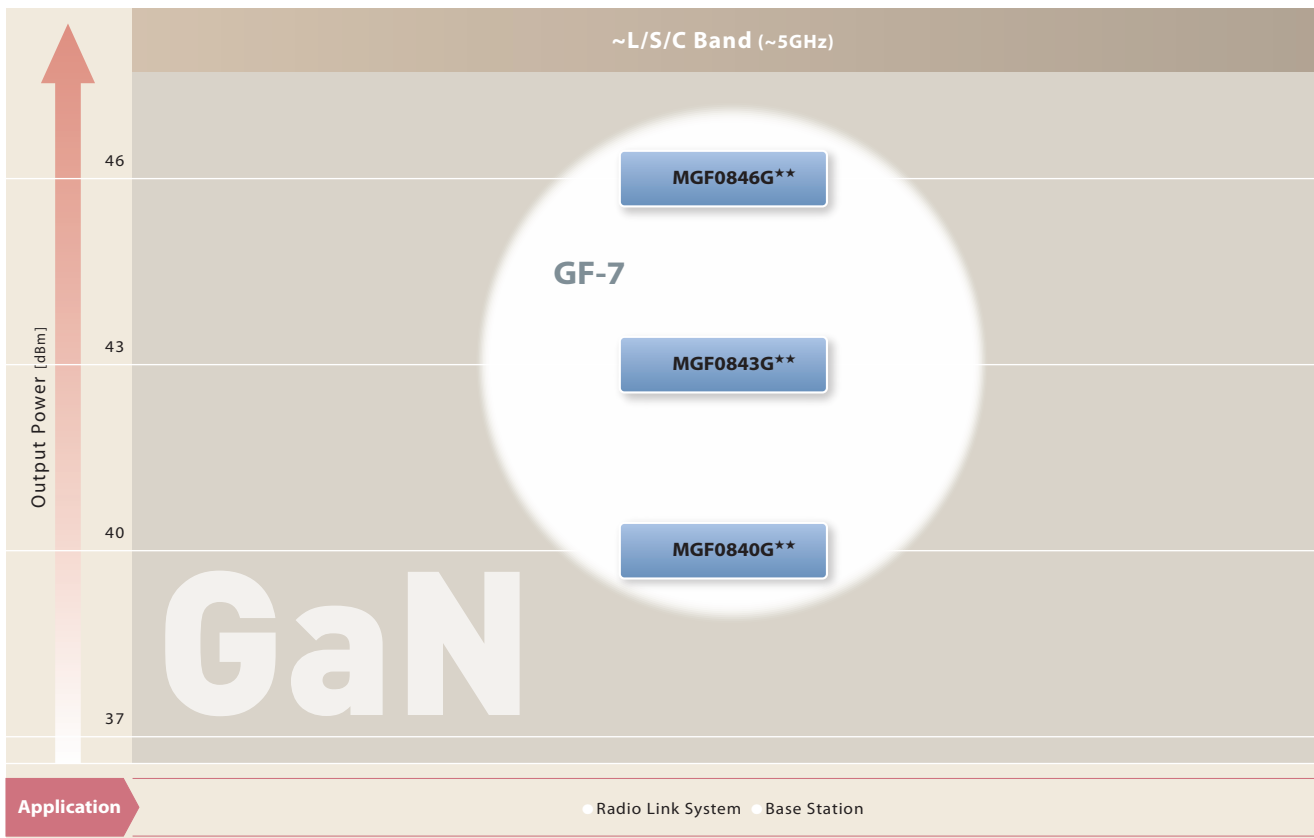 ~L/S/C Band (~5GHz)
Output Power [dBm]
46
MGF0846G★★
GF-7
43
MGF0843G★★
40
MGF0840G★★
GaN
37
Application
Radio Link System Base Station